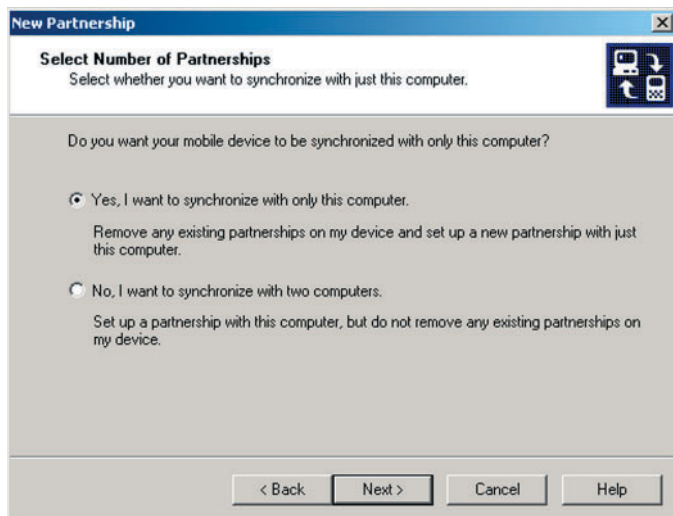 New Partnership
Select Number of Partnerships
Select whether you want to synchronize with just this computer.
Do you want your mobile device to be synchronized with only this computer?
Yes, I want to synchronize with only this computer.
Remove any existing partnerships on my device and set up a new partnership with just
this computer.
No, I want to synchronize with two computers.
Set up a partnership with this computer, but do not remove any existing partnerships on
my device.
< Back Next > Cancel Help